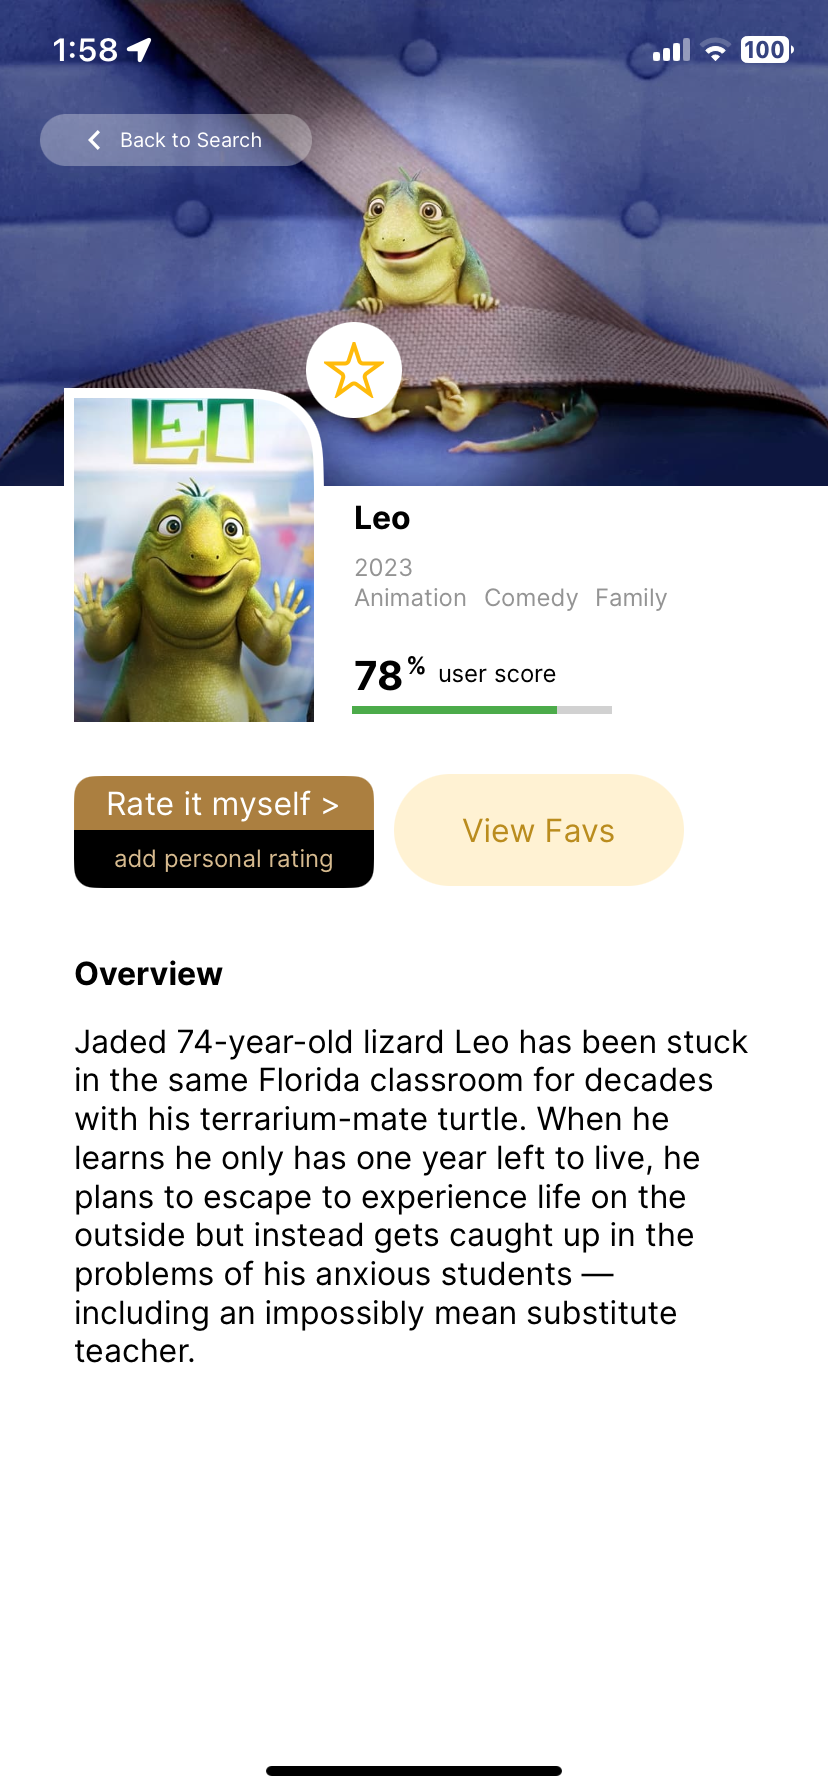 1:58
100
Back to Search
LEO
Leo
2023
Animation Comedy Family
78% user score
Rate it myself >
add personal rating
View Favs
Overview
Jaded 74-year-old lizard Leo has been stuck
in the same Florida classroom for decades
with his terrarium-mate turtle. When he
learns he only has one year left to live, he
plans to escape to experience life on the
outside but instead gets caught up in the
problems of his anxious students —
including an impossibly mean substitute
teacher.